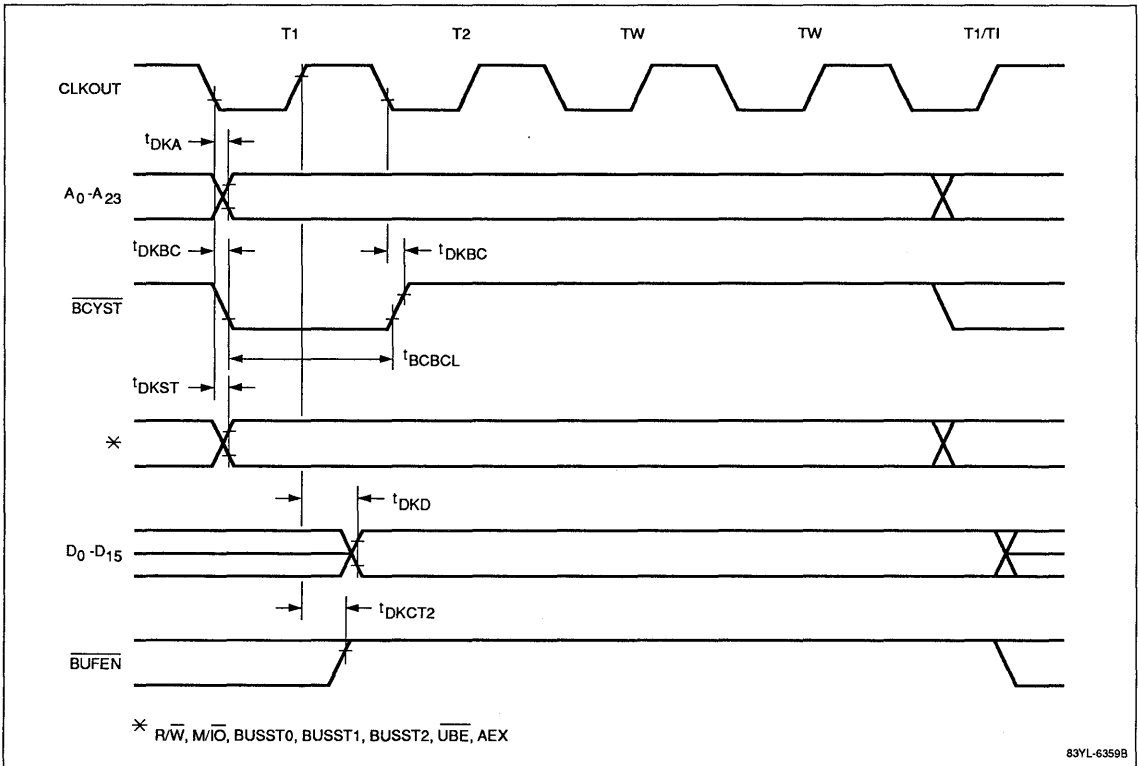 T1 T2 TW TW T1/TI
CLKOUT
tDKA
A0-A23
tDKBC tDKBC
BCYST
tBCBCL
tDKST
*
tDKD
D0-D15
tDKCT2
BUFEN
* R/W, M/IO, BUSST0, BUSST1, BUSST2, UBE, AEX
83YL-6359B